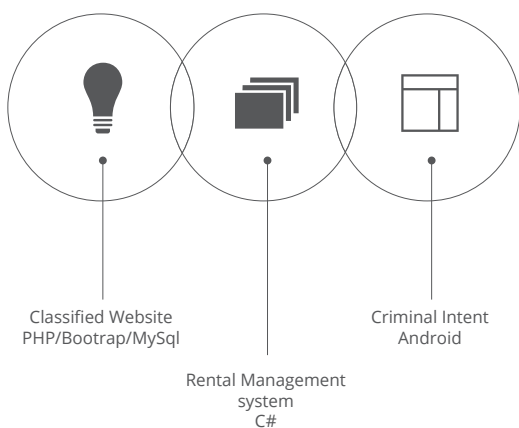 Classified Website
PHP/Bootrap/MySql
Rental Management
system
C#
Criminal Intent
Android